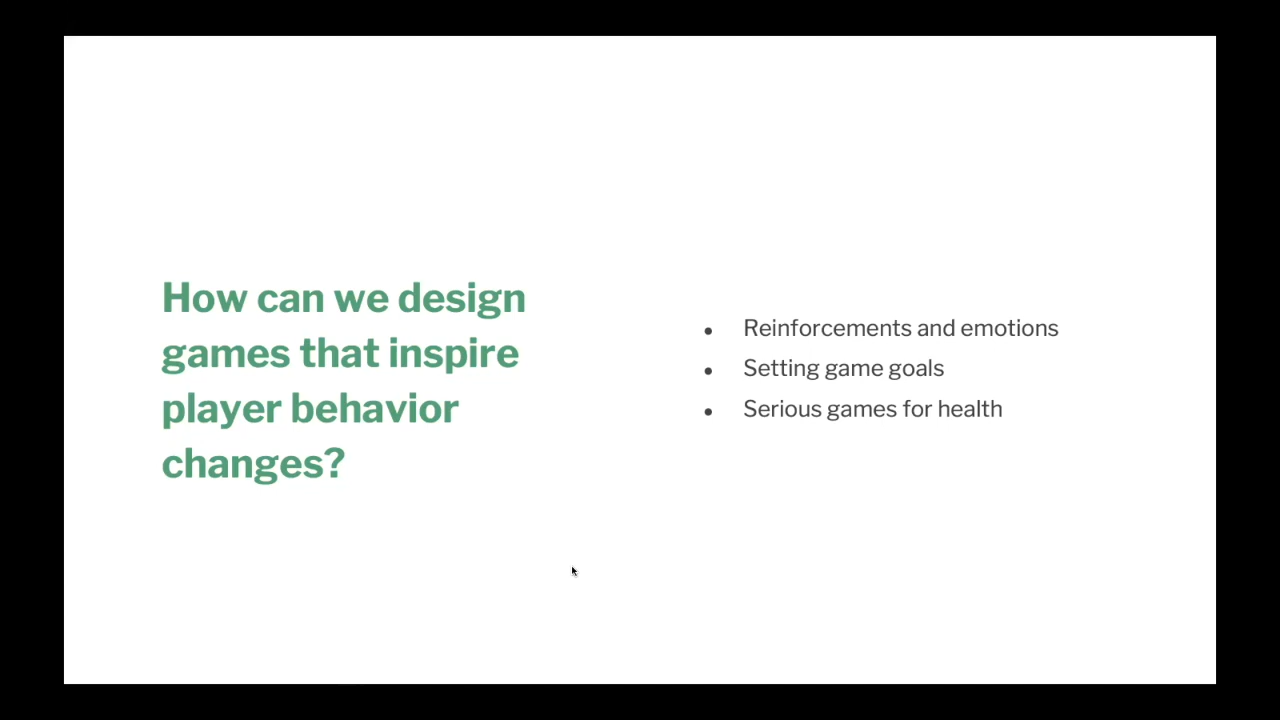 How can we design
games that inspire
player behavior
changes?
● Reinforcements and emotions
● Setting game goals
● Serious games for health